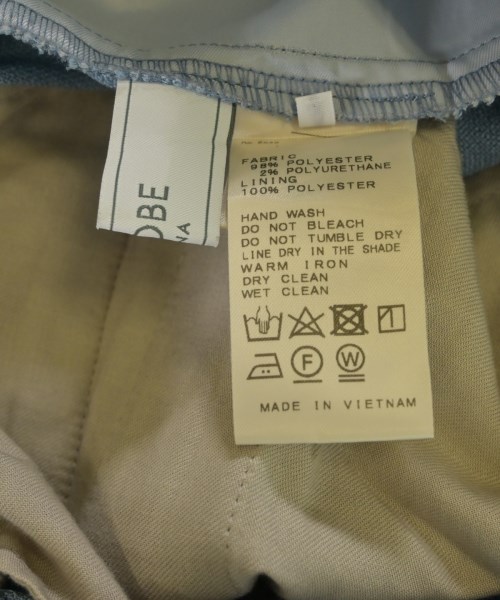 OBE
NA
FABRIC
98% POLYESTER
2% POLYURETHANE
LINING
100% POLYESTER
HAND WASH
DO NOT BLEACH
DO NOT TUMBLE DRY
LINE DRY IN THE SHADE
WARM IRON
DRY CLEAN
WET CLEAN
F W
MADE IN VIETNAM